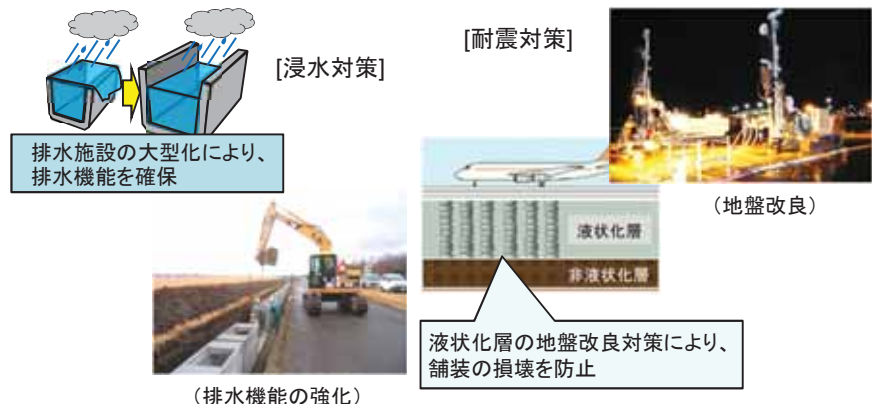 [浸水対策]
排水施設の大型化により、
排水機能を確保
(排水機能の強化)
[耐震対策]
(地盤改良)
液状化層
非液状化層
液状化層の地盤改良対策により、
舗装の損壊を防止